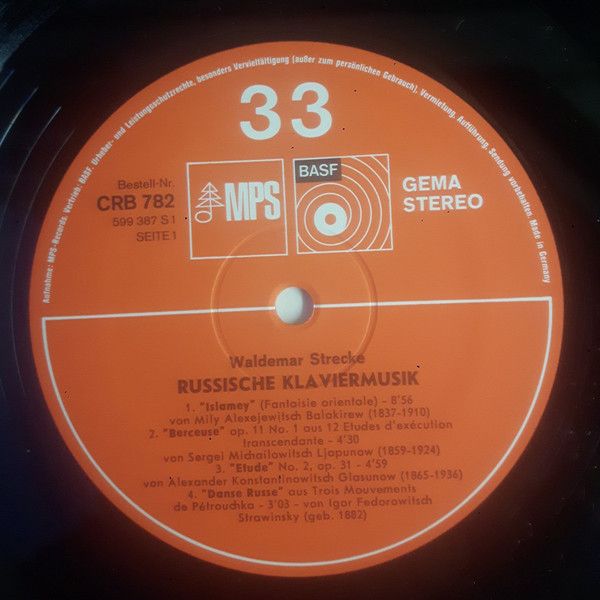 Aufnahme: MPS-Records, Vertrieb: BASF. Urheber- und Leistungsschutzrechte, besonders Vervielfältigung (außer zum persönlichen Gebrauch), Vermietung, Aufführung, Sendung vorbehalten. Made in Germany
33
Bestell-Nr.
CRB 782
599 387 S 1
SEITE 1
MPS
BASF
GEMA
STEREO
Waldemar Strecke
RUSSISCHE KLAVIERMUSIK
1. "Islamey" (Fantaisie orientale) - 8'56
von Mily Alexejewitsch Balakirew (1837-1910)
2. "Berceuse" op. 11 No. 1 aus 12 Etudes d'exécution
transcendante - 4'30
von Sergei Michailowitsch Ljapunow (1859-1924)
3. "Etude" No. 2, op. 31 - 4'59
von Alexander Konstantinowitsch Glasunow (1865-1936)
4. "Danse Russe" aus Trois Mouvements
de Pétrouchka - 3'03 - von Igor Fedorowitsch
Strawinsky (geb. 1882)